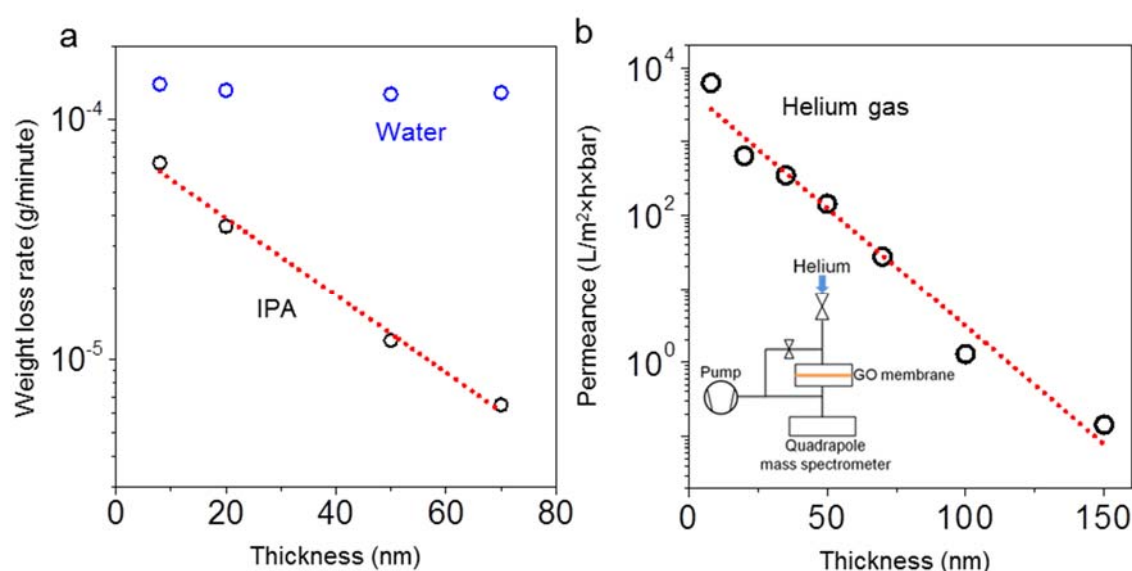 a
Weight loss rate (g/minute)
10⁻⁴
10⁻⁵
Water
IPA
0 20 40 60 80
Thickness (nm)
b
Permeance (L/m²×h×bar)
10⁴
10²
10⁰
Helium gas
Helium
Pump
GO membrane
Quadrapole
mass spectrometer
0 50 100 150
Thickness (nm)